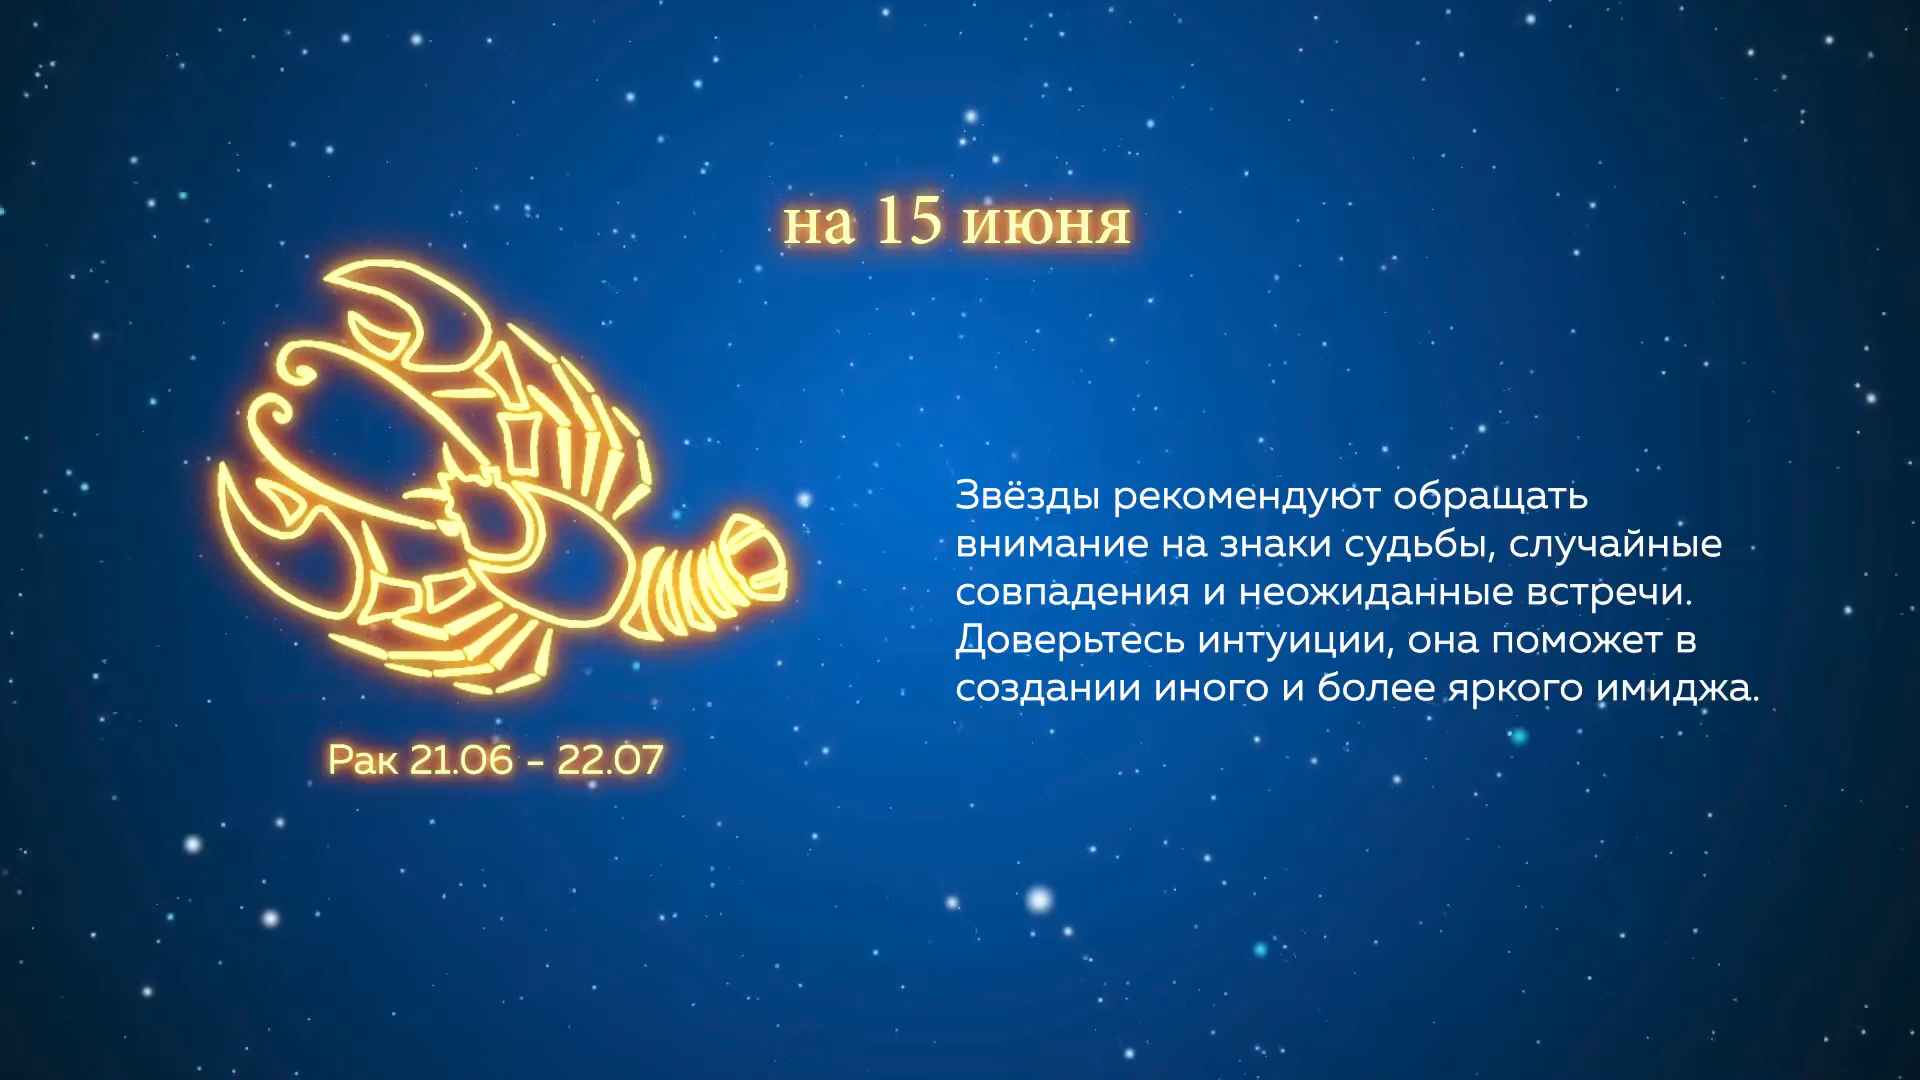 на 15 июня
Звёзды рекомендуют обращать
внимание на знаки судьбы, случайные
совпадения и неожиданные встречи.
Доверьтесь интуиции, она поможет в
создании иного и более яркого имиджа.
Рак 21.06 - 22.07